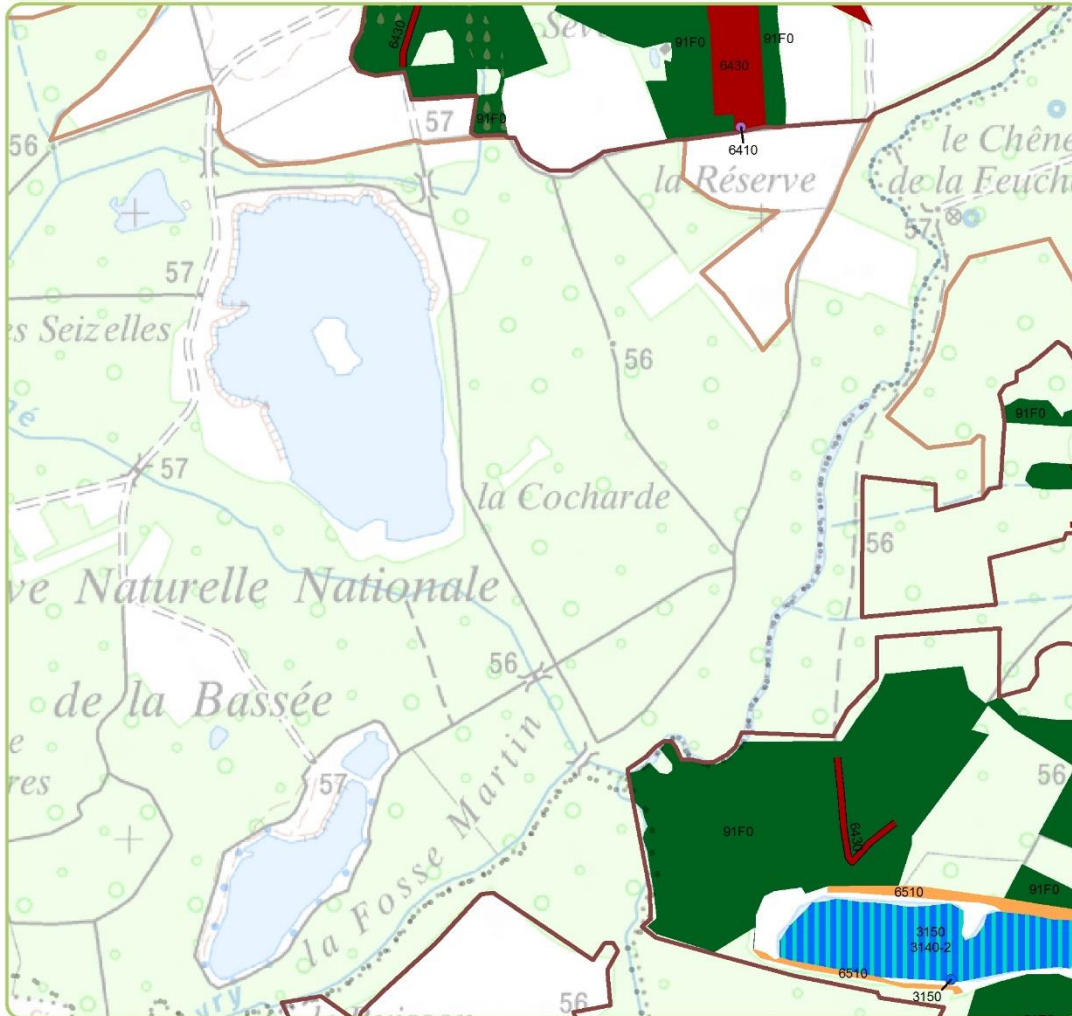 6430
91F0
6430
91F0
57
91F0
6410
56
le Chêne
la Réserve
de la Feuch
57
57
es Seizelles
56
91F0
57
la Cocharde
56
ve Naturelle Nationale
56
de la Bassée
57
res
56
la Fosse Martin
91F0
6430
6510
91F0
3150
3140-2
6510
3150
56